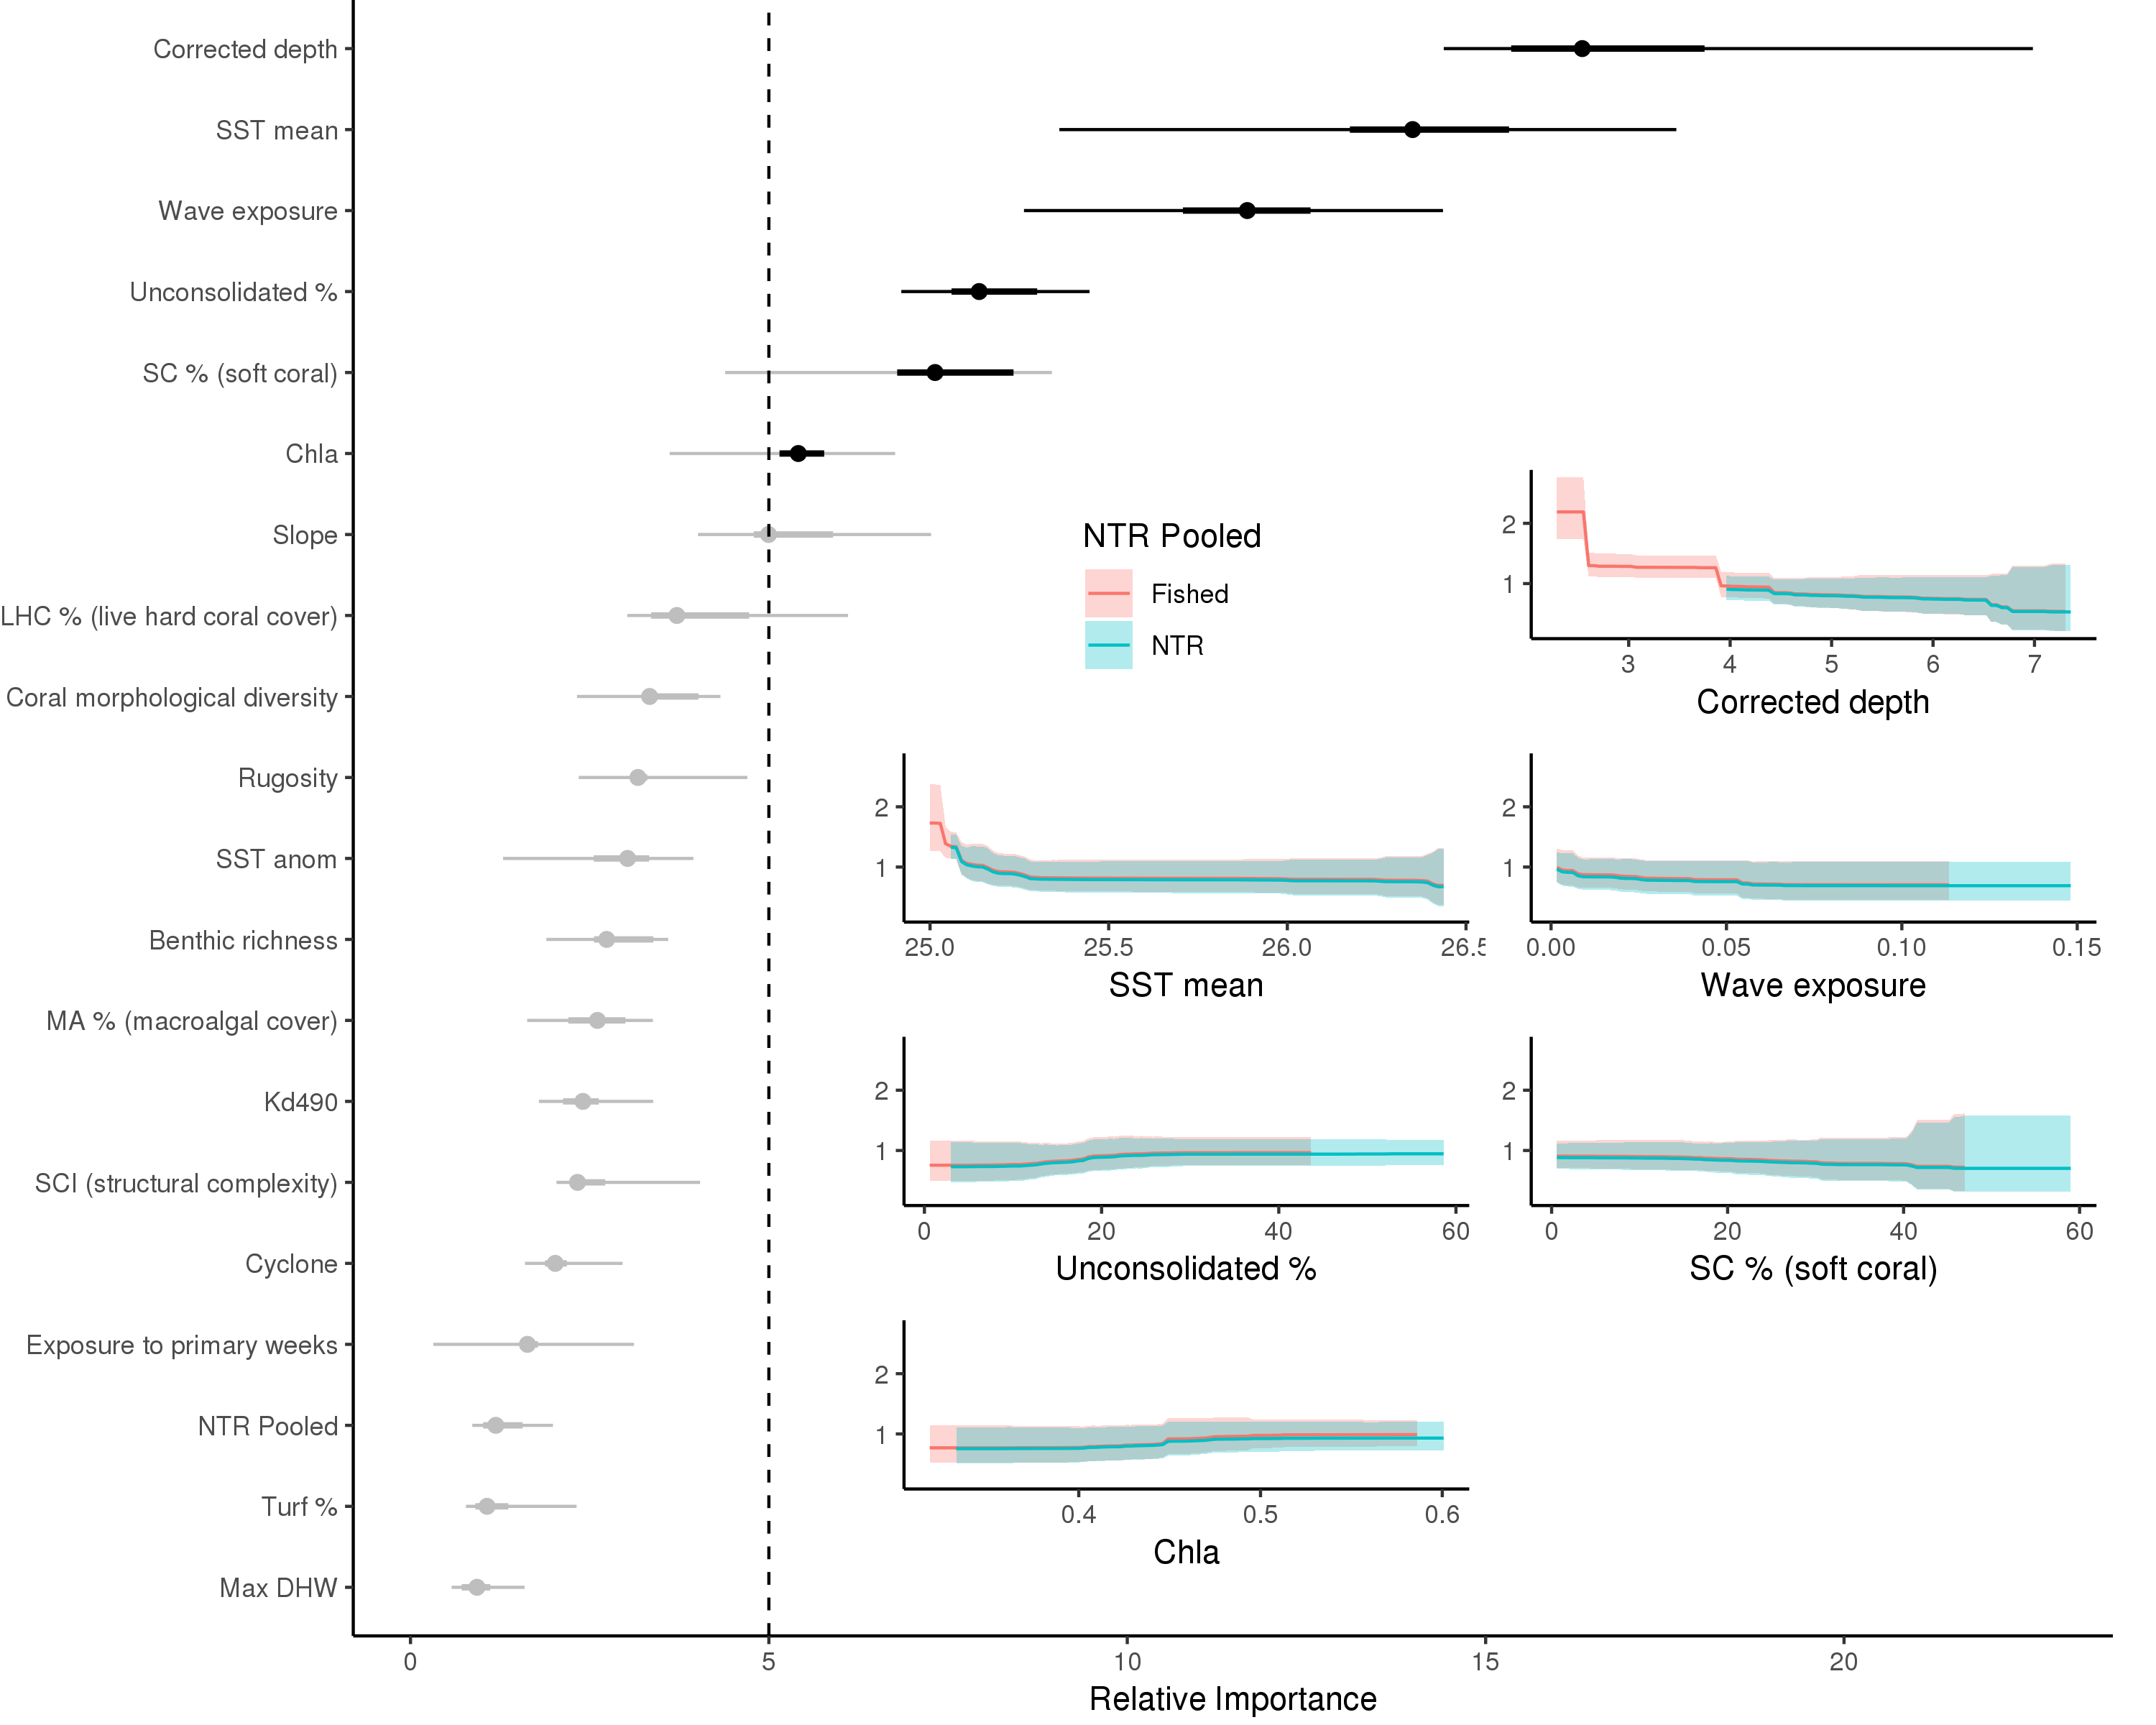 Corrected depth
SST mean
Wave exposure
Unconsolidated %
SC % (soft coral)
Chla
Slope
LHC % (live hard coral cover)
Coral morphological diversity
Rugosity
SST anom
Benthic richness
MA % (macroalgal cover)
Kd490
SCI (structural complexity)
Cyclone
Exposure to primary weeks
NTR Pooled
Turf %
Max DHW
0 5 10 15 20
Relative Importance
NTR Pooled
Fished
NTR
2
1
3 4 5 6 7
Corrected depth
2
1
25.0 25.5 26.0 26.5
SST mean
2
1
0.00 0.05 0.10 0.15
Wave exposure
2
1
0 20 40 60
Unconsolidated %
2
1
0 20 40 60
SC % (soft coral)
2
1
0.4 0.5 0.6
Chla